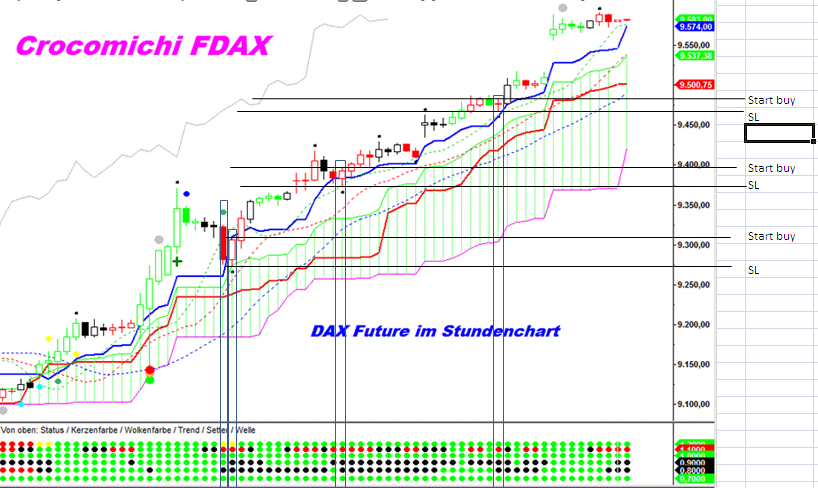 Crocomichi FDAX
9.574,00
9.550,00
9.537,38
9.500,75
Start buy
SL
9.450,00
9.400,00
Start buy
SL
9.350,00
9.300,00
Start buy
SL
9.250,00
DAX Future im Stundenchart
9.200,00
9.150,00
9.100,00
Von oben: Status / Kerzenfarbe / Wolkenfarbe / Trend / Setter / Welle
0.9000
0.8000
0.7000